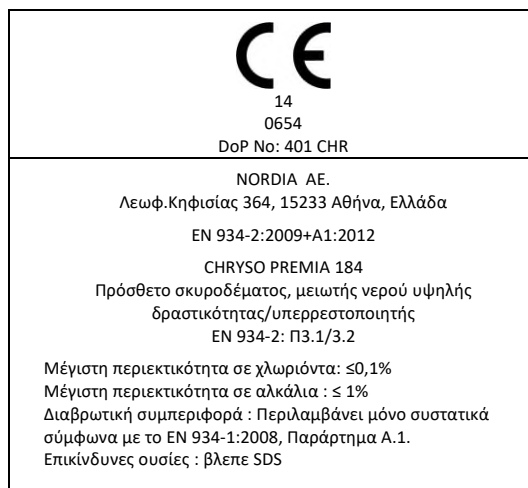 CE
14
0654
DoP No: 401 CHR
NORDIA AE.
Λεωφ.Κηφισίας 364, 15233 Αθήνα, Ελλάδα
EN 934-2:2009+A1:2012
CHRYSO PREMIA 184
Πρόσθετο σκυροδέματος, μειωτής νερού υψηλής
δραστικότητας/υπερρεστοποιητής
EN 934-2: Π3.1/3.2
Μέγιστη περιεκτικότητα σε χλωριόντα: ≤0,1%
Μέγιστη περιεκτικότητα σε αλκάλια : ≤ 1%
Διαβρωτική συμπεριφορά : Περιλαμβάνει μόνο συστατικά
σύμφωνα με το EN 934-1:2008, Παράρτημα Α.1.
Επικίνδυνες ουσίες : βλεπε SDS